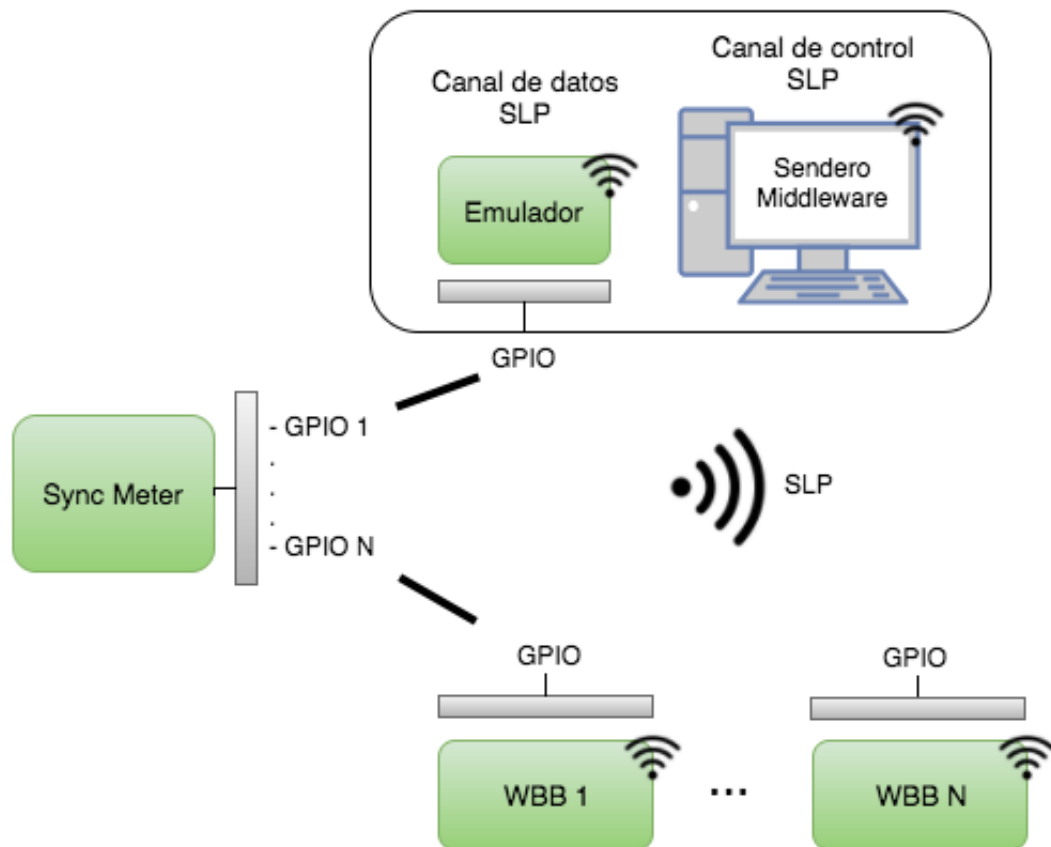 Canal de datos
SLP
Canal de control
SLP
Emulador
Sendero
Middleware
GPIO
- GPIO 1
.
.
.
- GPIO N
Sync Meter
SLP
GPIO
GPIO
WBB 1
...
WBB N